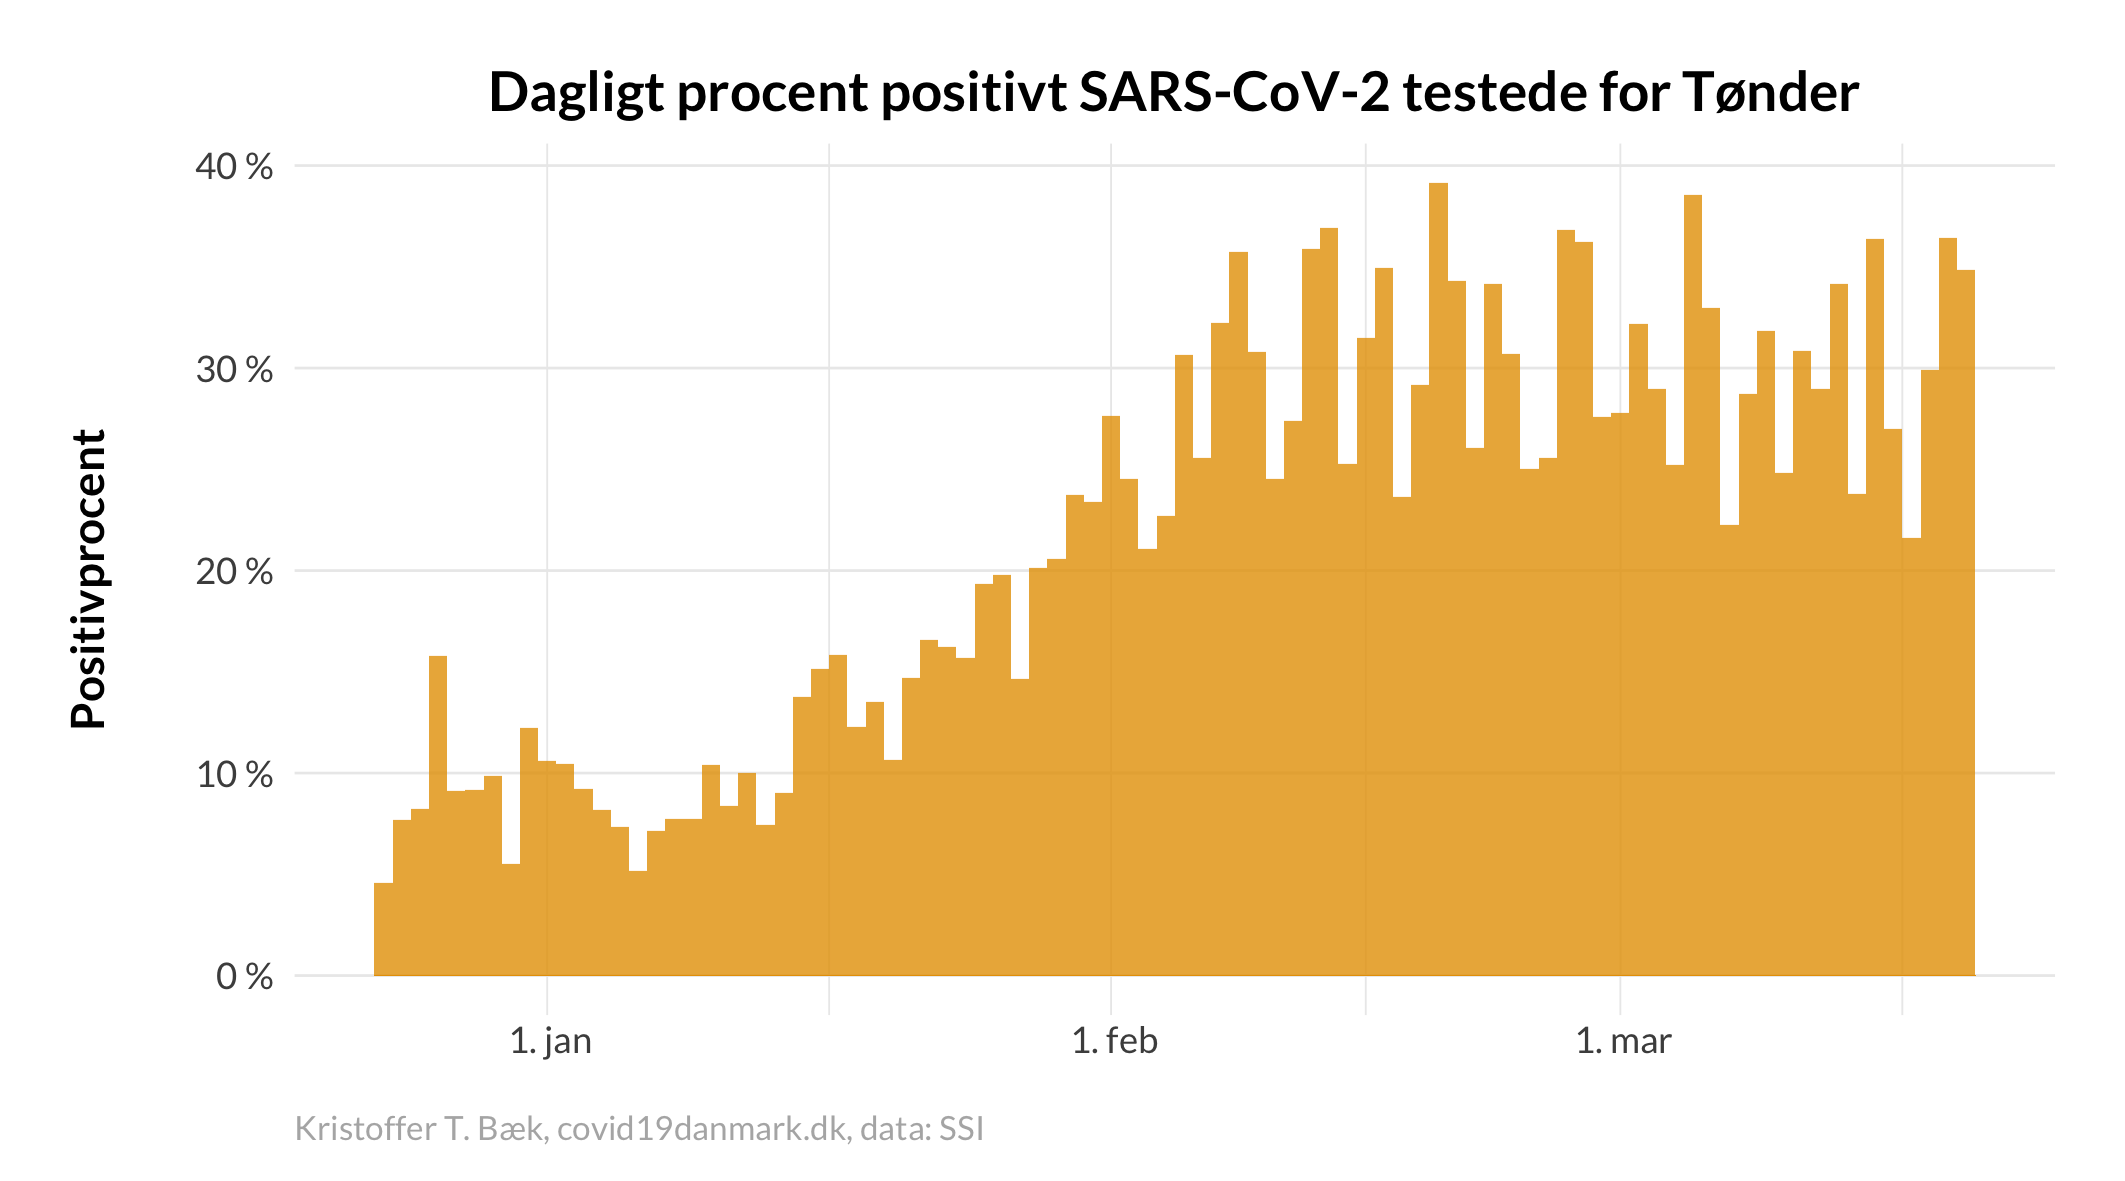 Dagligt procent positivt SARS-CoV-2 testede for Tønder
Positivprocent
40 %
30 %
20 %
10 %
0 %
1. jan
1. feb
1. mar
Kristoffer T. Bæk, covid19danmark.dk, data: SSI